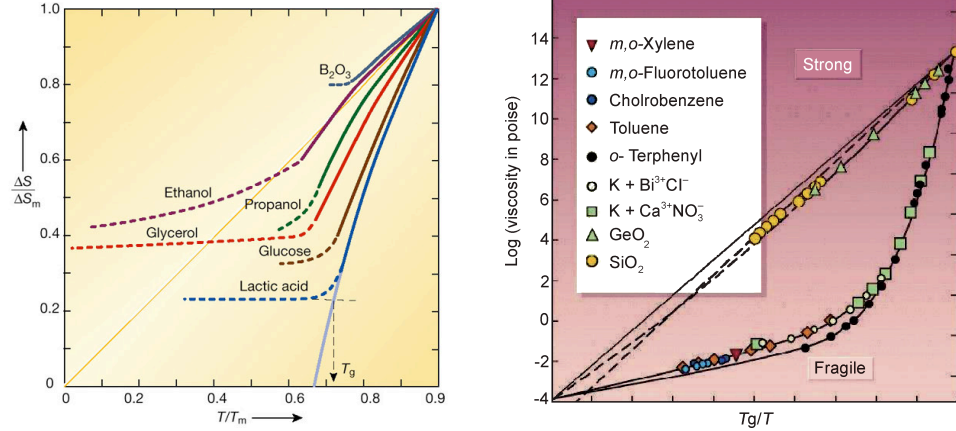 1.0
0.8
0.6
0.4
0.2
0
ΔS
ΔSm
B2O3
Ethanol
Propanol
Glycerol
Glucose
Lactic acid
Tg
0 0.2 0.4 0.6 0.8 0.9
T/Tm
Log (viscosity in poise)
14
12
10
8
6
4
2
0
-2
-4
m,o-Xylene
m,o-Fluorotoluene
Cholrobenzene
Toluene
o- Terphenyl
K + Bi3+Cl−
K + Ca3+NO3−
GeO2
SiO2
Strong
Fragile
Tg/T